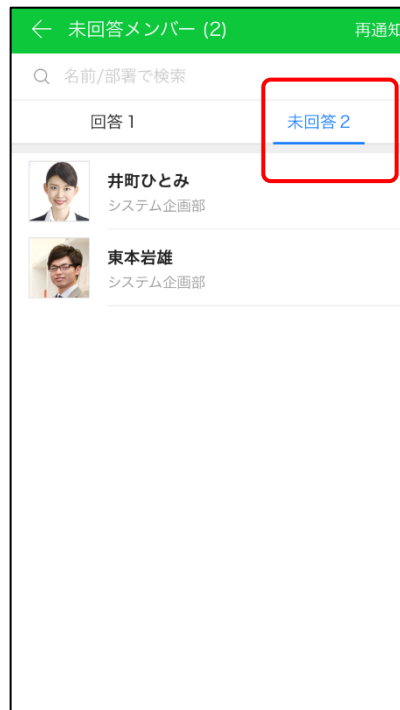 未回答メンバー (2) 再通知
名前/部署で検索
回答 1 未回答 2
井町ひとみ
システム企画部
東本岩雄
システム企画部